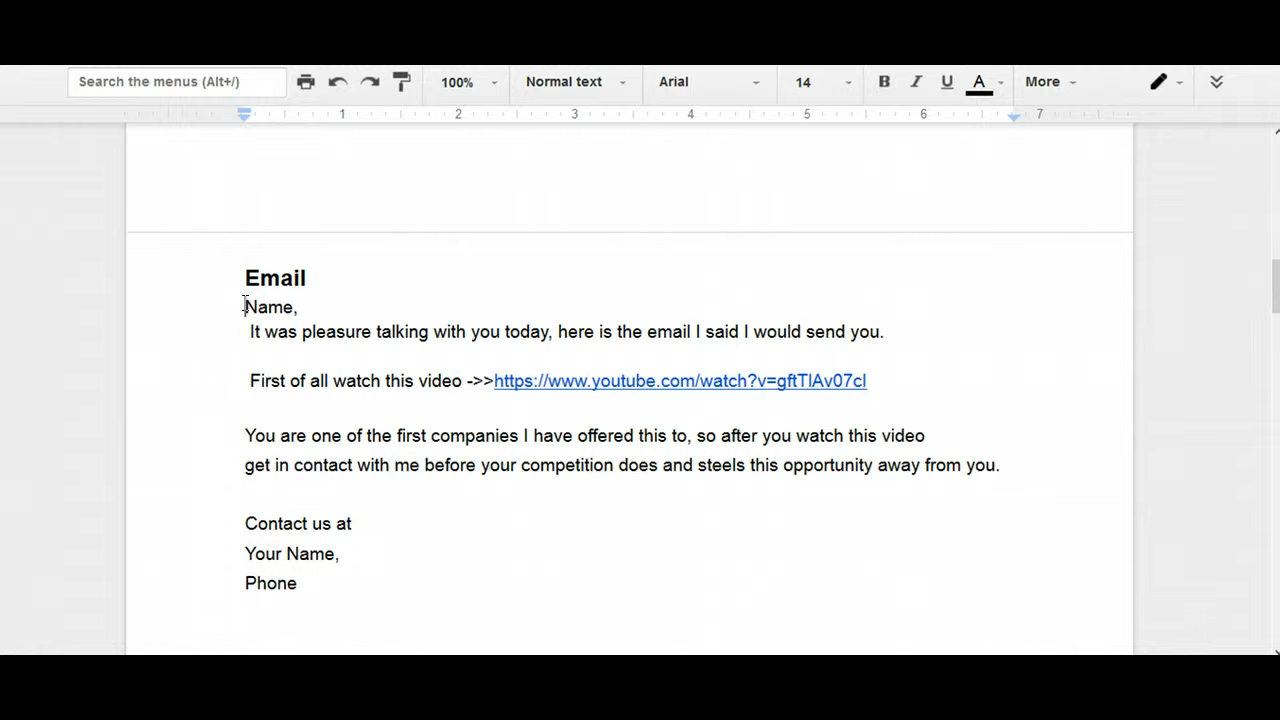 Search the menus (Alt+/) 100% Normal text Arial 14 B I U A More
1 2 3 4 5 6 7
Email
Name,
It was pleasure talking with you today, here is the email I said I would send you.
First of all watch this video ->>https://www.youtube.com/watch?v=gftTlAv07cI
You are one of the first companies I have offered this to, so after you watch this video
get in contact with me before your competition does and steels this opportunity away from you.
Contact us at
Your Name,
Phone